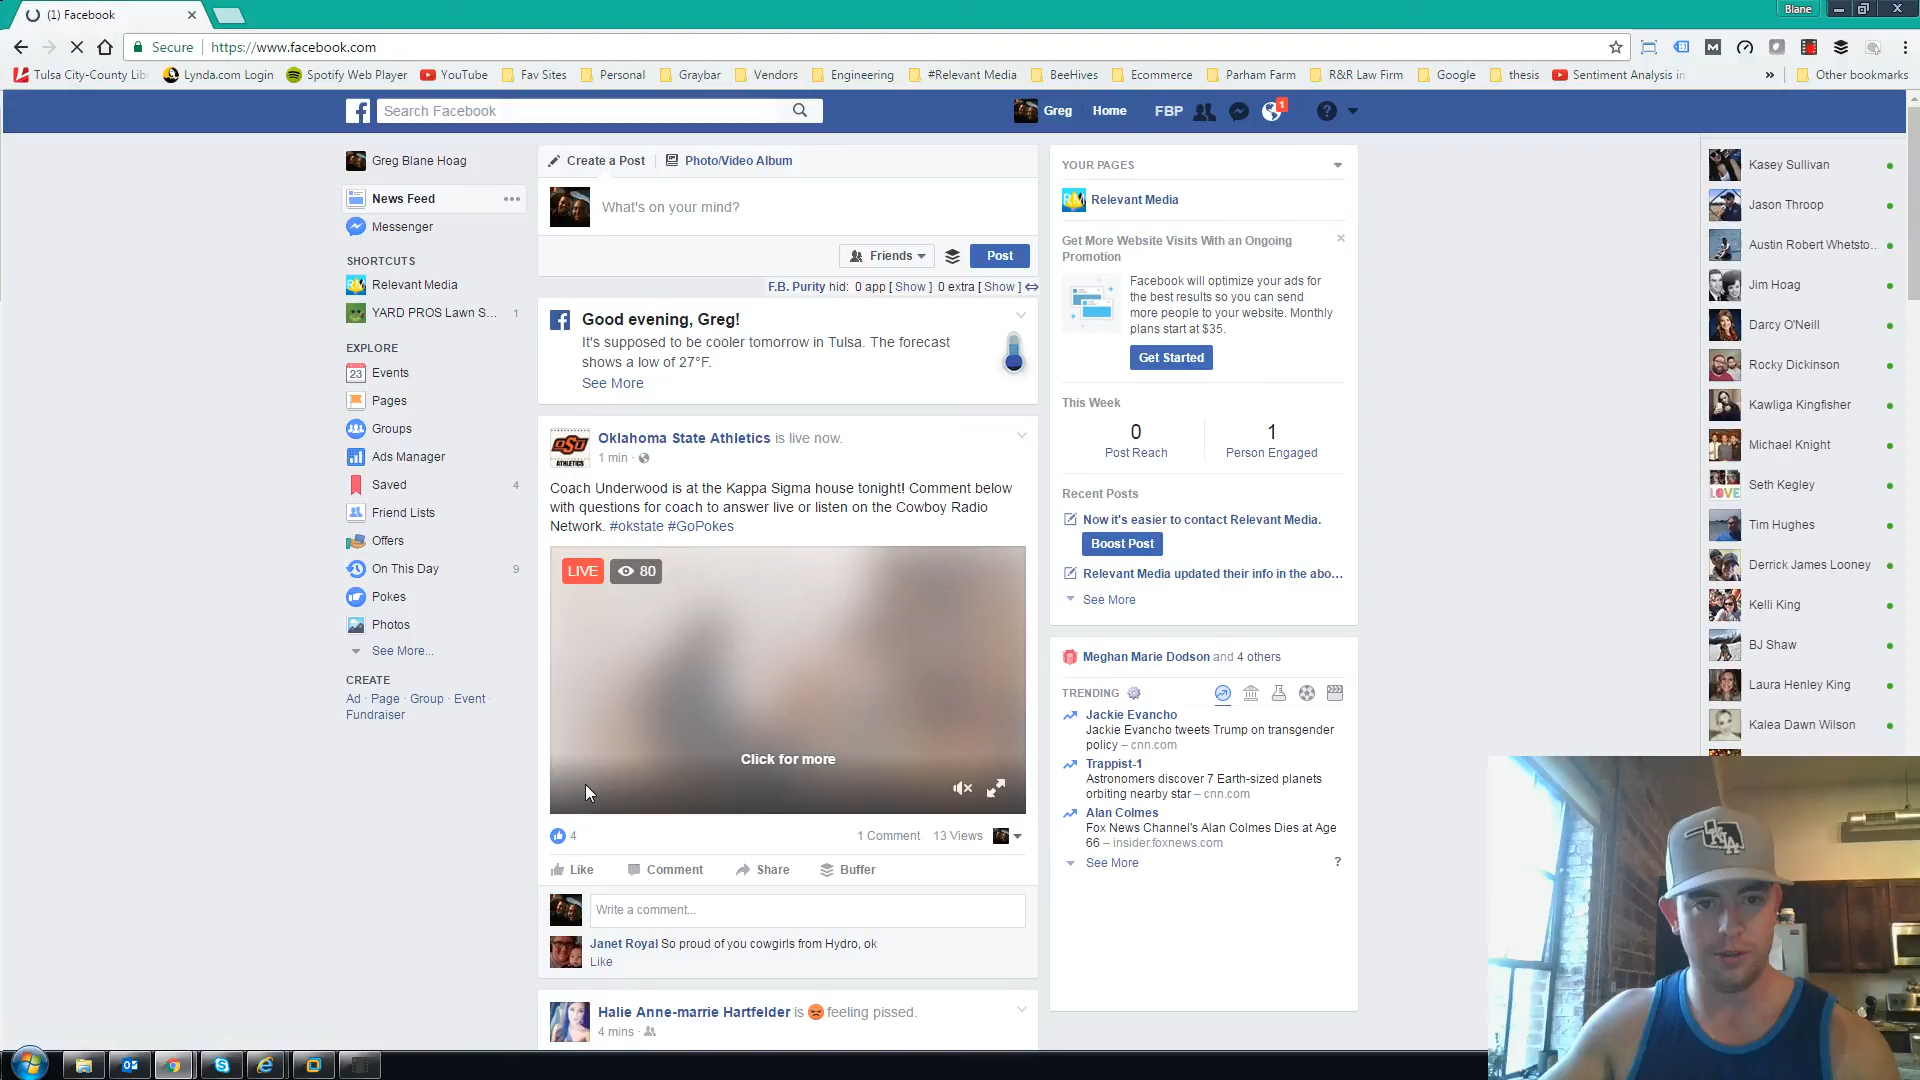 (1) Facebook
Blane
Secure
https://www.facebook.com
Tulsa City-County Lib
Lynda.com Login
Spotify Web Player
YouTube
Fav Sites
Personal
Graybar
Vendors
Engineering
#Relevant Media
BeeHives
Ecommerce
Parham Farm
R&R Law Firm
Google
thesis
Sentiment Analysis in
Other bookmarks
Search Facebook
Greg
Home
FBP
1
Greg Blane Hoag
News Feed
Messenger
SHORTCUTS
Relevant Media
YARD PROS Lawn S... 1
EXPLORE
23 Events
Pages
Groups
Ads Manager
Saved 4
Friend Lists
Offers
On This Day 9
Pokes
Photos
See More...
CREATE
Ad · Page · Group · Event ·
Fundraiser
Create a Post
Photo/Video Album
What's on your mind?
Friends
Post
F.B. Purity hid: 0 app [ Show ] 0 extra [ Show ]
Good evening, Greg!
It's supposed to be cooler tomorrow in Tulsa. The forecast
shows a low of 27°F.
See More
OSU
ATHLETICS
Oklahoma State Athletics is live now.
1 min ·
Coach Underwood is at the Kappa Sigma house tonight! Comment below
with questions for coach to answer live or listen on the Cowboy Radio
Network. #okstate #GoPokes
LIVE
80
Click for more
4
1 Comment 13 Views
Like
Comment
Share
Buffer
Write a comment...
Janet Royal So proud of you cowgirls from Hydro, ok
Like
Halie Anne-marrie Hartfelder is feeling pissed.
4 mins ·
YOUR PAGES
Relevant Media
Get More Website Visits With an Ongoing
Promotion
Facebook will optimize your ads for
the best results so you can send
more people to your website. Monthly
plans start at $35.
Get Started
This Week
0
Post Reach
1
Person Engaged
Recent Posts
Now it's easier to contact Relevant Media.
Boost Post
Relevant Media updated their info in the abo...
See More
Meghan Marie Dodson and 4 others
TRENDING
Jackie Evancho
Jackie Evancho tweets Trump on transgender
policy – cnn.com
Trappist-1
Astronomers discover 7 Earth-sized planets
orbiting nearby star – cnn.com
Alan Colmes
Fox News Channel's Alan Colmes Dies at Age
66 – insider.foxnews.com
See More
?
Kasey Sullivan
Jason Throop
Austin Robert Whetsto...
Jim Hoag
Darcy O'Neill
Rocky Dickinson
Kawliga Kingfisher
Michael Knight
Seth Kegley
Tim Hughes
Derrick James Looney
Kelli King
BJ Shaw
Laura Henley King
Kalea Dawn Wilson